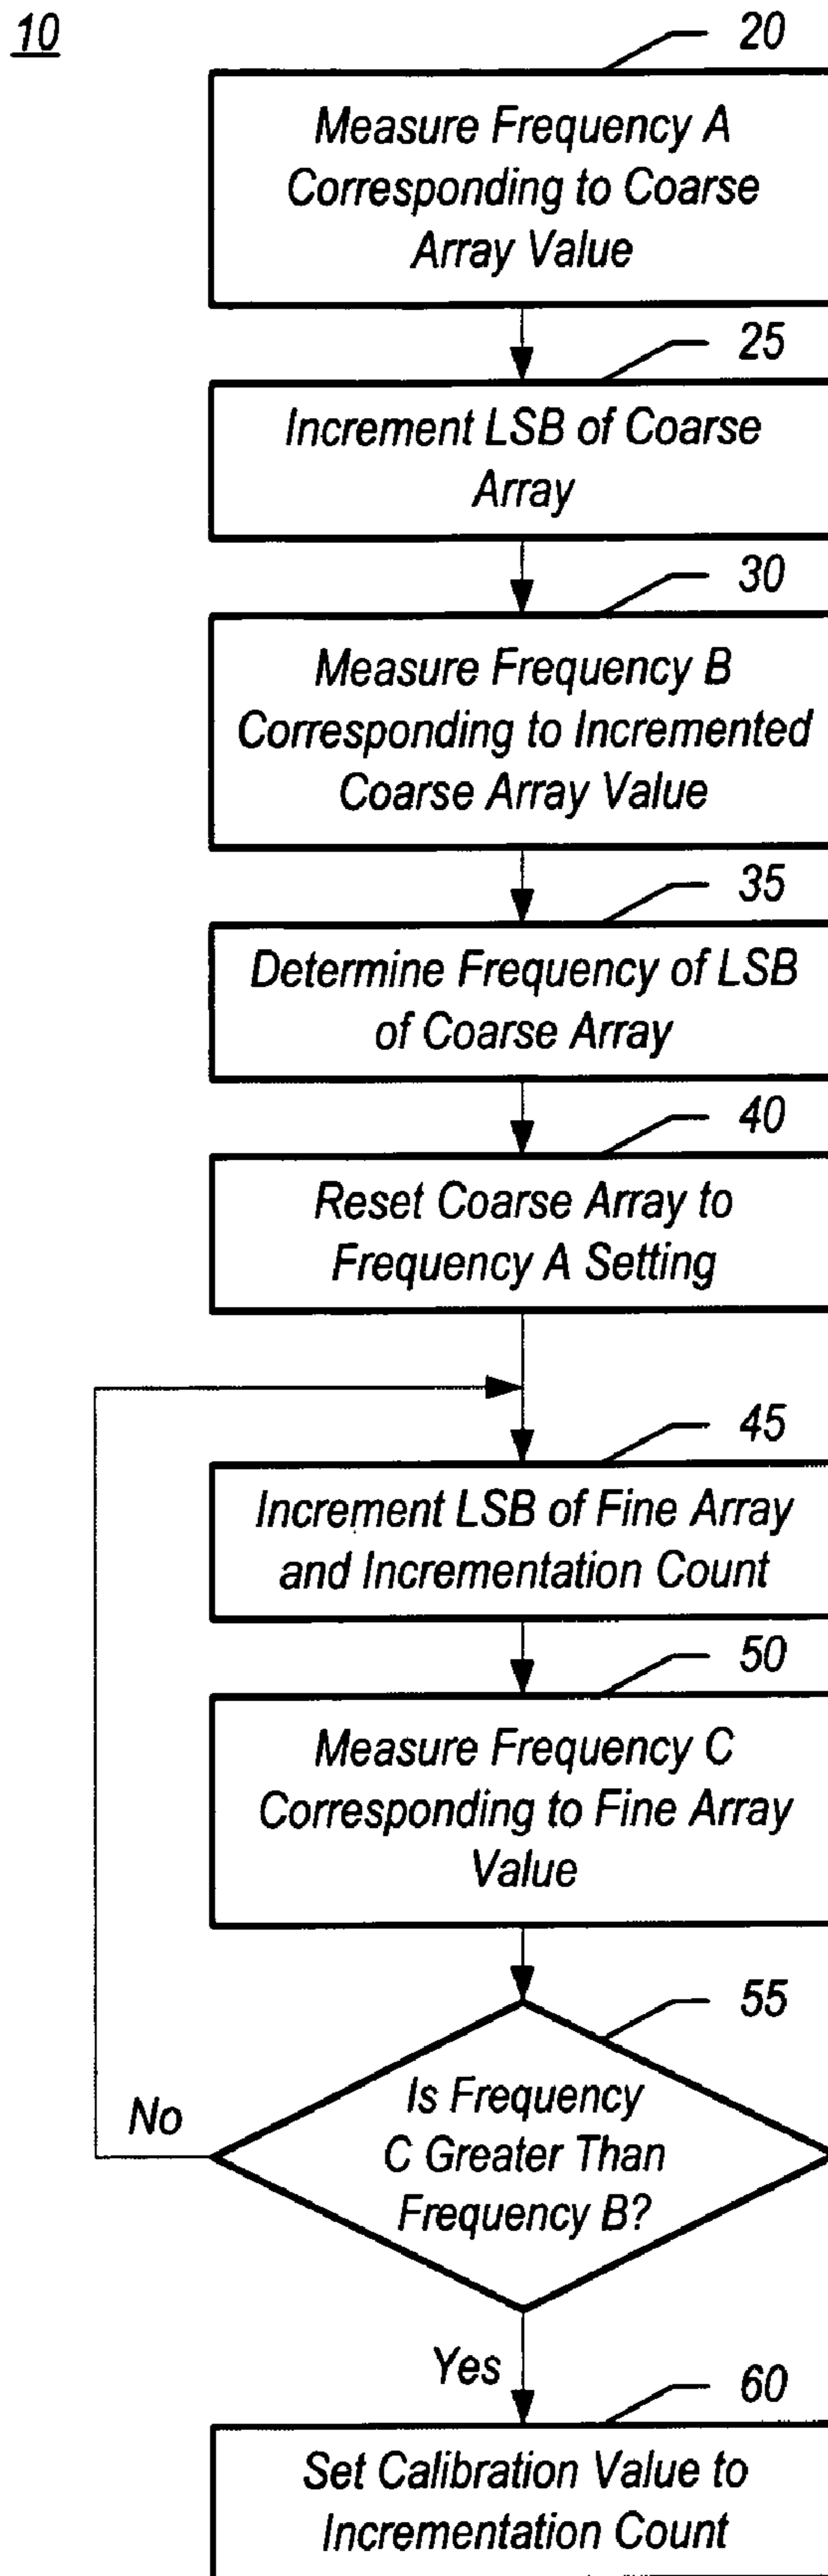 10
20
Measure Frequency A
Corresponding to Coarse
Array Value
25
Increment LSB of Coarse
Array
30
Measure Frequency B
Corresponding to Incremented
Coarse Array Value
35
Determine Frequency of LSB
of Coarse Array
40
Reset Coarse Array to
Frequency A Setting
45
Increment LSB of Fine Array
and Incrementation Count
50
Measure Frequency C
Corresponding to Fine Array
Value
55
Is Frequency
C Greater Than
Frequency B?
No
Yes
60
Set Calibration Value to
Incrementation Count